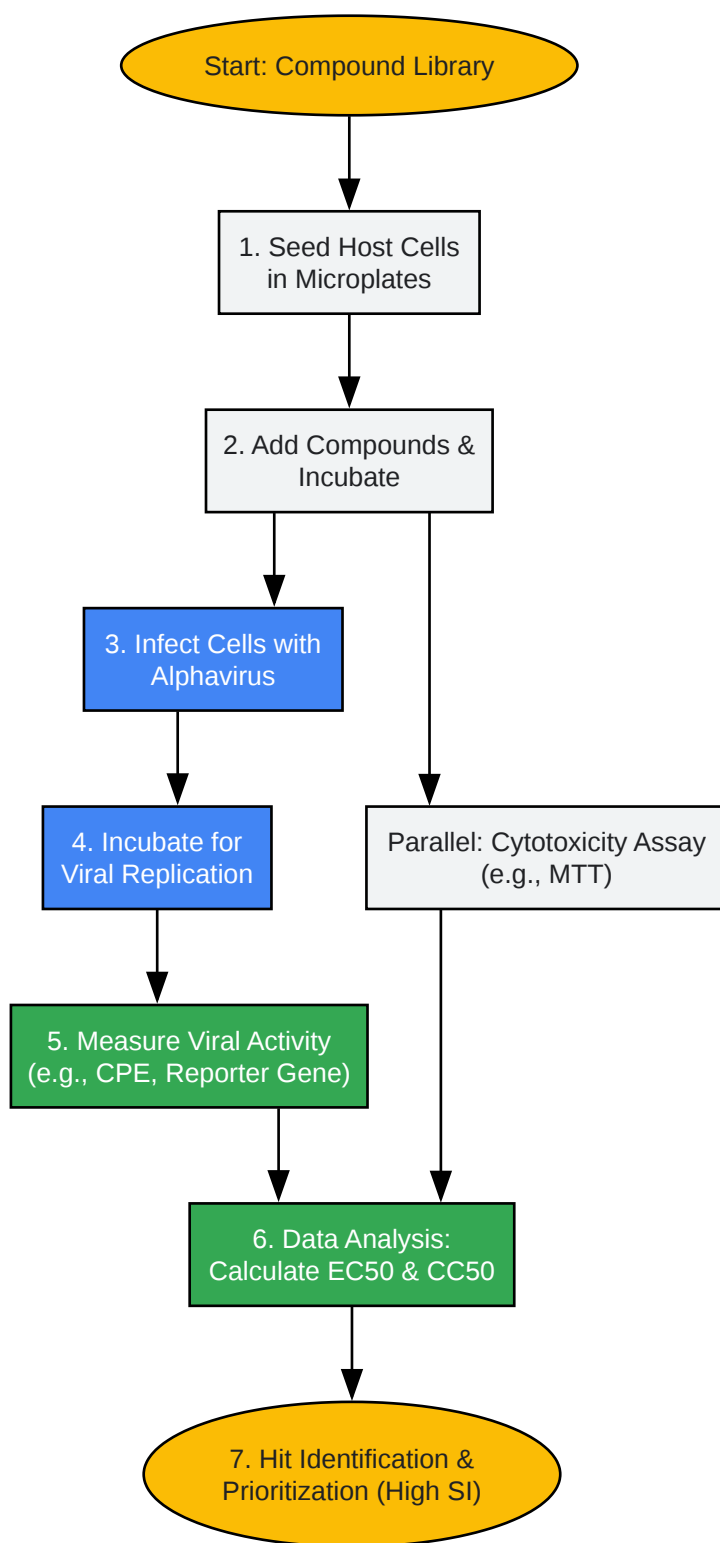 Start: Compound Library
1. Seed Host Cells
in Microplates
2. Add Compounds &
Incubate
3. Infect Cells with
Alphavirus
4. Incubate for
Viral Replication
Parallel: Cytotoxicity Assay
(e.g., MTT)
5. Measure Viral Activity
(e.g., CPE, Reporter Gene)
6. Data Analysis:
Calculate EC50 & CC50
7. Hit Identification &
Prioritization (High SI)